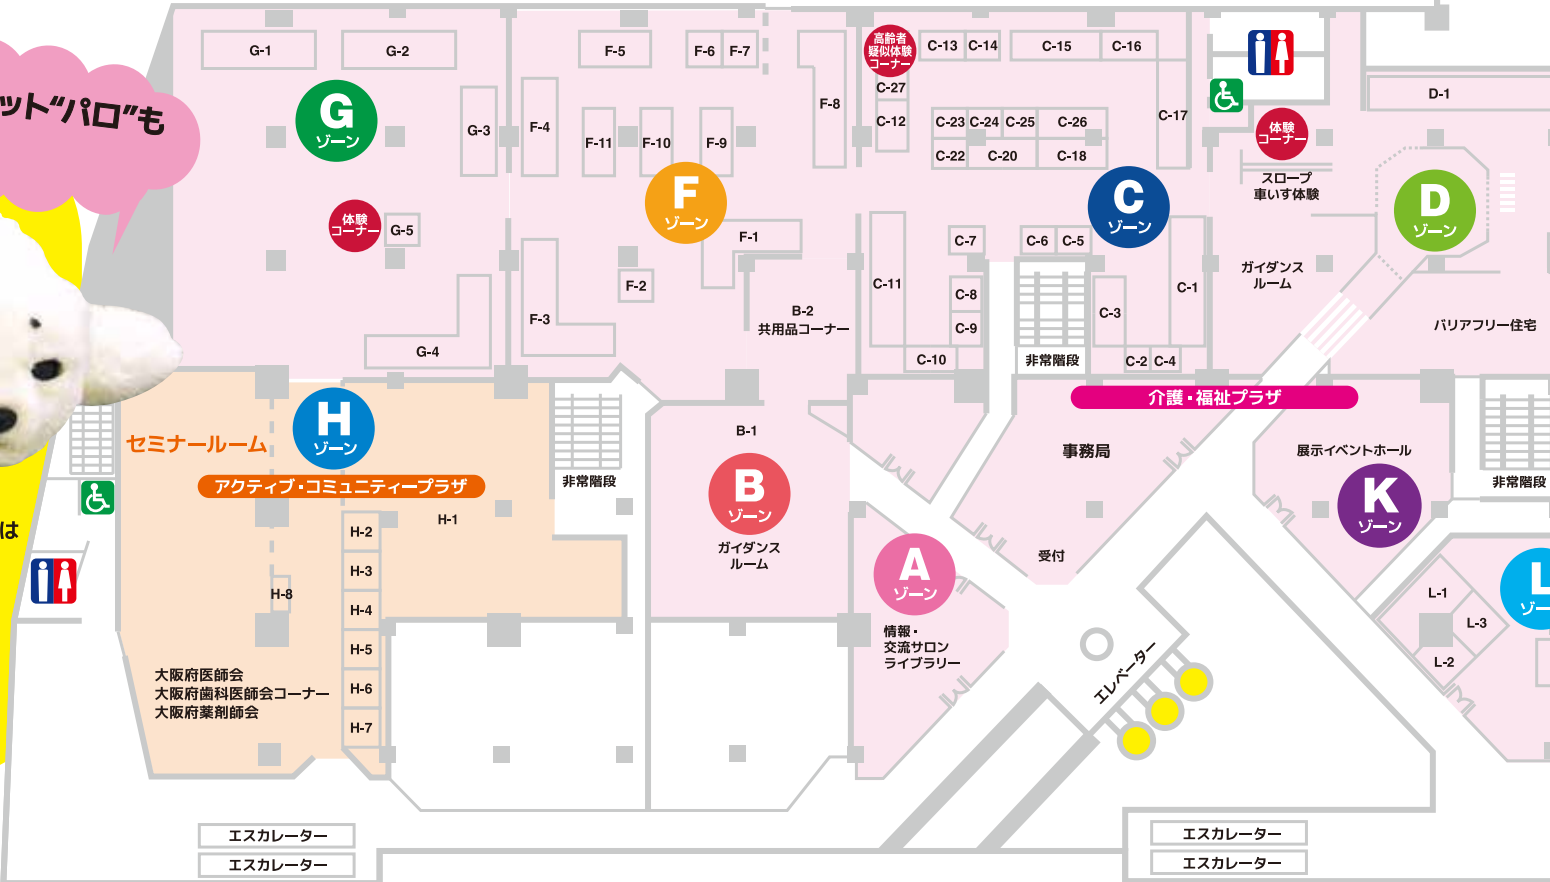 ット“パロ”も
は
G-1
G-2
G
ゾーン
G-3
体験
コーナー
G-5
G-4
F-5
F-6
F-7
F-8
F-4
F-11
F-10
F-9
F
ゾーン
F-1
F-2
F-3
B-2
共用品コーナー
高齢者
疑似体験
コーナー
C-13
C-14
C-15
C-16
C-27
C-12
C-17
C-23
C-24
C-25
C-26
C-22
C-20
C-18
C
ゾーン
C-7
C-6
C-5
C-11
C-8
C-9
C-10
C-3
C-1
C-2
C-4
非常階段
D-1
体験
コーナー
スロープ
車いす体験
D
ゾーン
ガイダンス
ルーム
バリアフリー住宅
介護・福祉プラザ
セミナールーム
H
ゾーン
アクティブ・コミュニティープラザ
H-1
H-2
H-3
H-4
H-5
H-6
H-7
H-8
大阪府医師会
大阪府歯科医師会コーナー
大阪府薬剤師会
非常階段
B-1
B
ゾーン
ガイダンス
ルーム
A
ゾーン
情報・
交流サロン
ライブラリー
事務局
受付
展示イベントホール
K
ゾーン
非常階段
L
ゾー
L-1
L-3
L-2
エレベーター
エスカレーター
エスカレーター
エスカレーター
エスカレーター